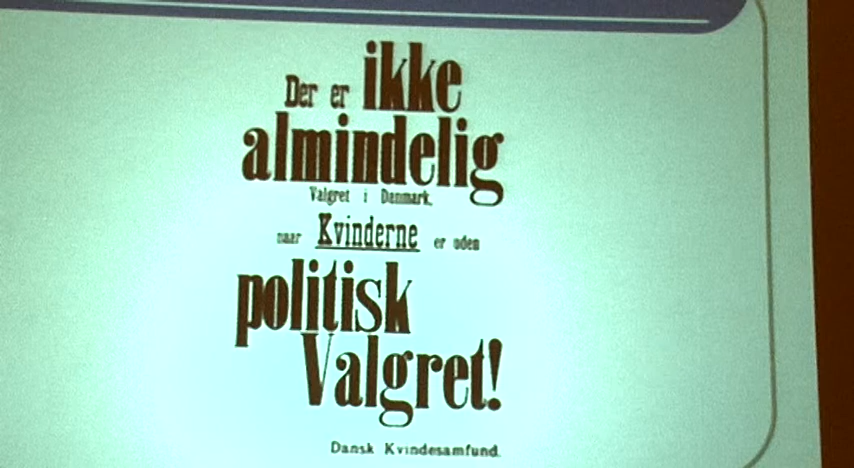 Der er ikke
almindelig
Valgret i Danmark,
naar Kvinderne er uden
politisk
Valgret!
Dansk Kvindesamfund.